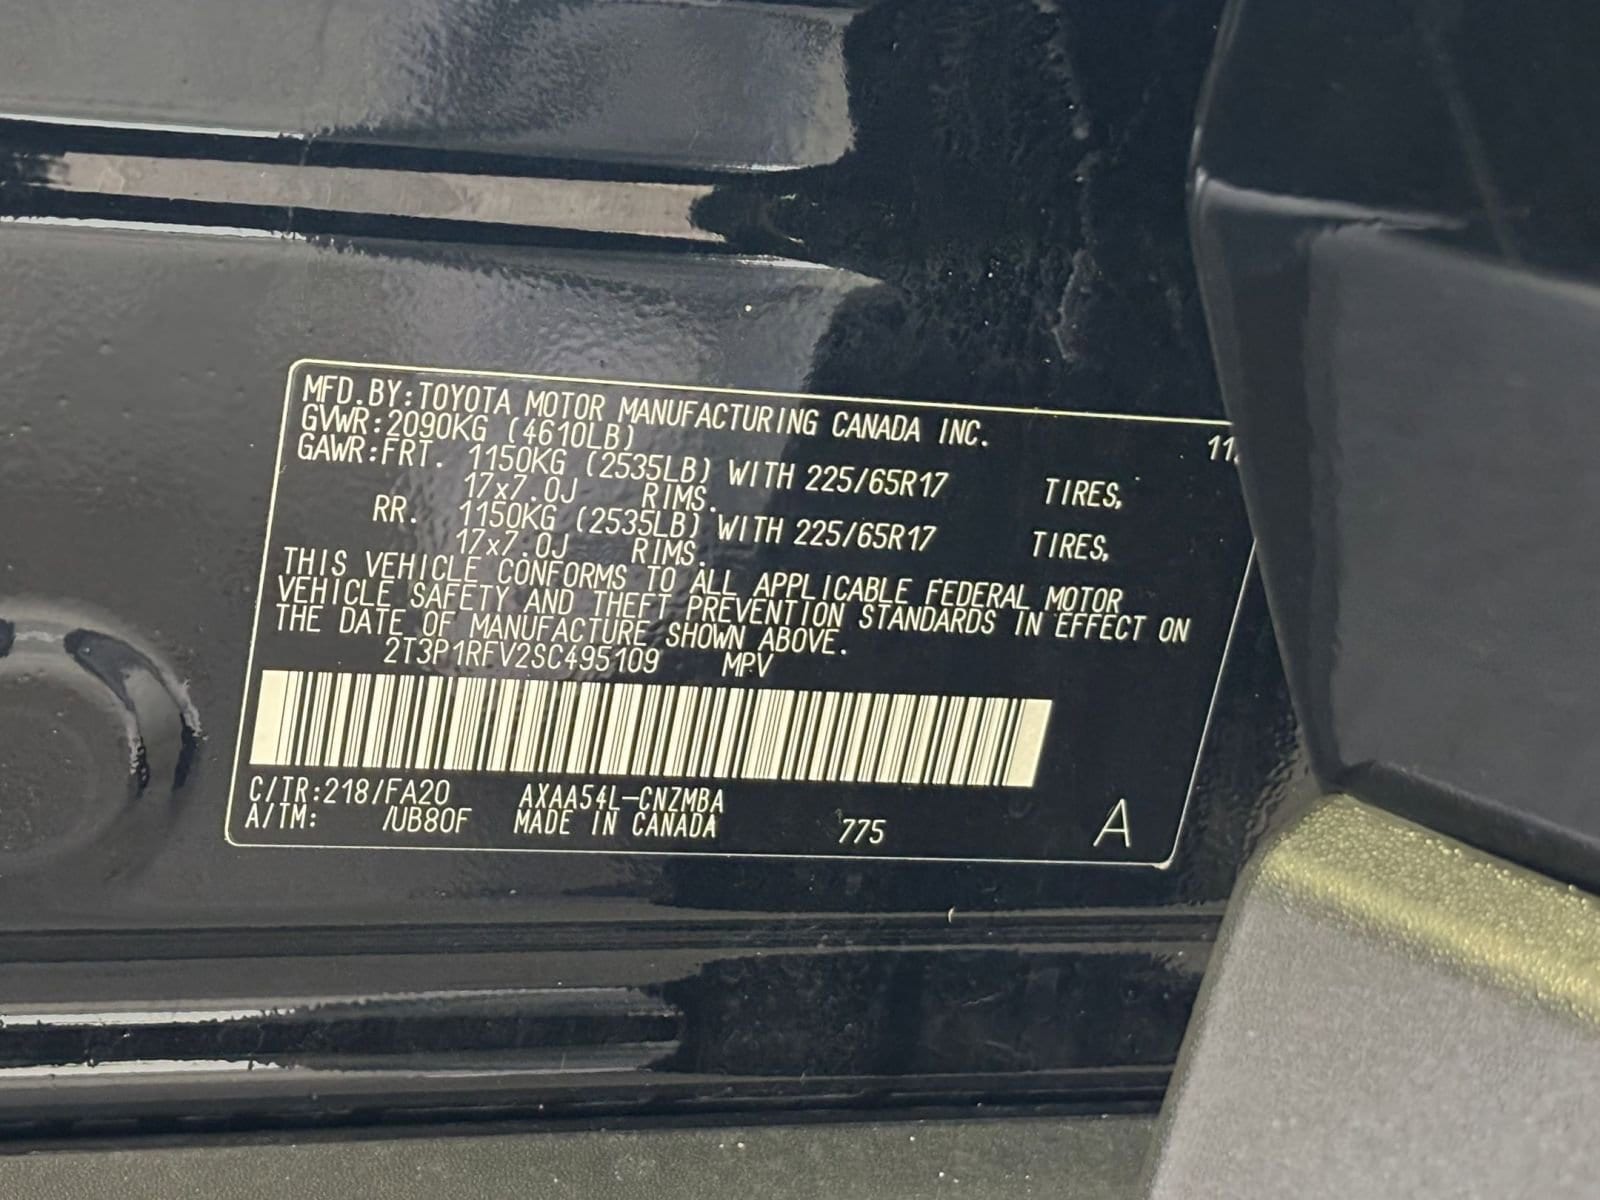 MFD.BY:TOYOTA MOTOR MANUFACTURING CANADA INC.
GVWR:2090KG (4610LB) 11
GAWR:FRT. 1150KG (2535LB) WITH 225/65R17 TIRES,
17x7.0J RIMS.
RR. 1150KG (2535LB) WITH 225/65R17 TIRES,
17x7.0J RIMS.
THIS VEHICLE CONFORMS TO ALL APPLICABLE FEDERAL MOTOR
VEHICLE SAFETY AND THEFT PREVENTION STANDARDS IN EFFECT ON
THE DATE OF MANUFACTURE SHOWN ABOVE.
2T3P1RFV2SC495109 MPV
C/TR:218/FA20 AXAA54L-CNZMBA
A/TM: /UB80F MADE IN CANADA 775 A